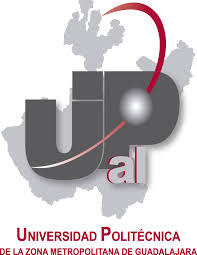 UPal
UNIVERSIDAD POLITÉCNICA
DE LA ZONA METROPOLITANA DE GUADALAJARA